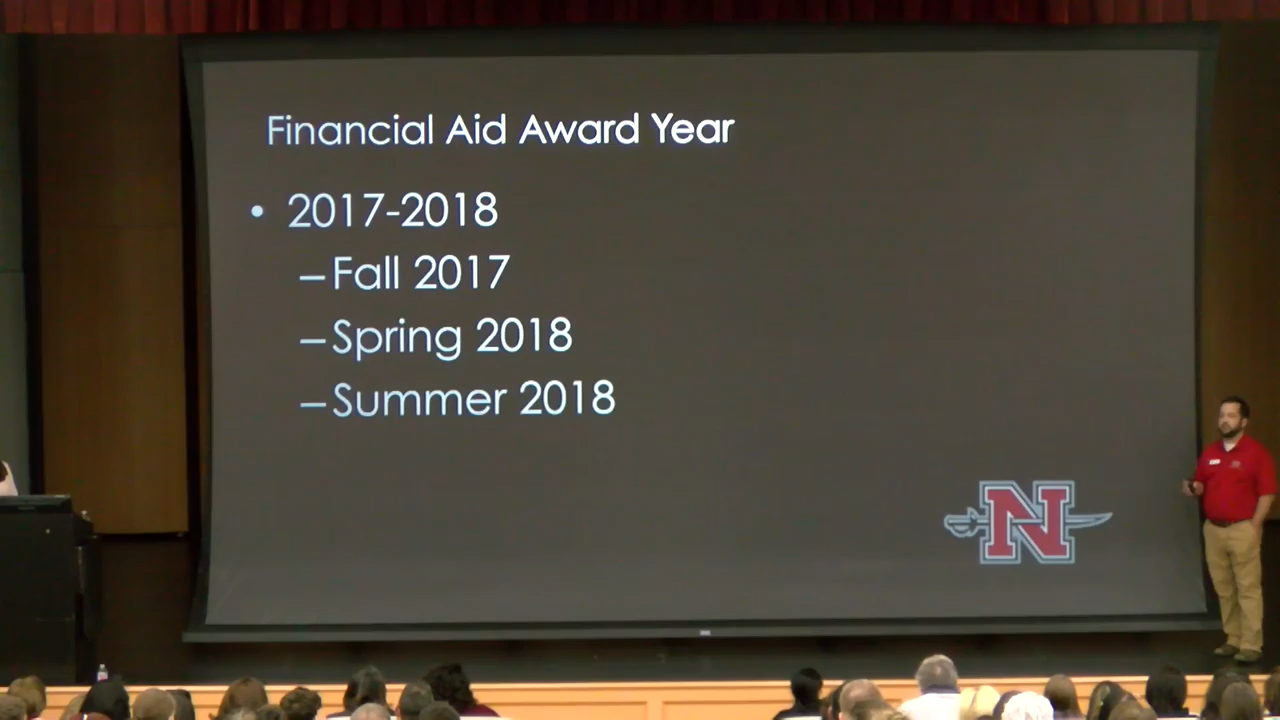 Financial Aid Award Year
• 2017-2018
– Fall 2017
– Spring 2018
– Summer 2018
N